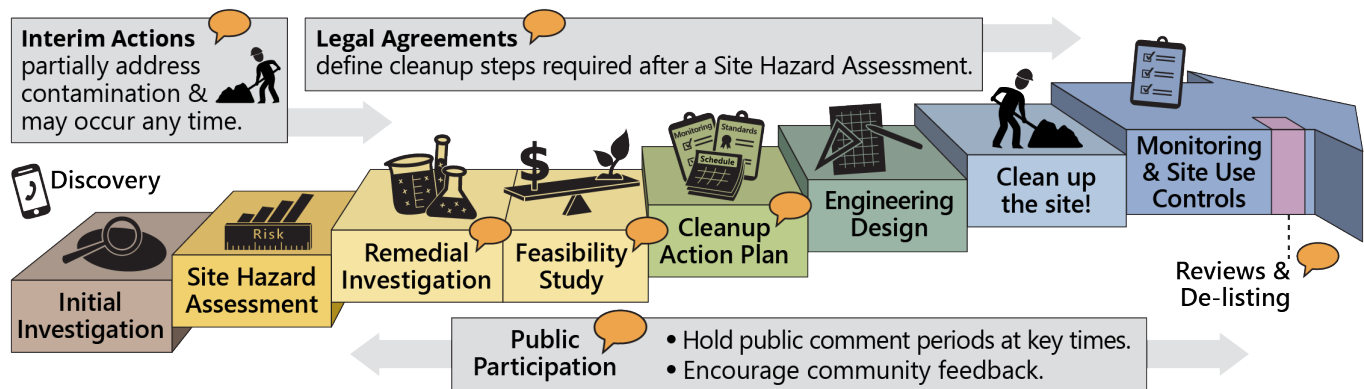 Interim Actions
partially address
contamination &
may occur any time.
Legal Agreements
define cleanup steps required after a Site Hazard Assessment.
Discovery
Initial
Investigation
Risk
Site Hazard
Assessment
Remedial
Investigation
$
Feasibility
Study
Monitoring
Standards
Schedule
Cleanup
Action Plan
Engineering
Design
Clean up
the site!
Monitoring
& Site Use
Controls
Reviews &
De-listing
Public
Participation
• Hold public comment periods at key times.
• Encourage community feedback.